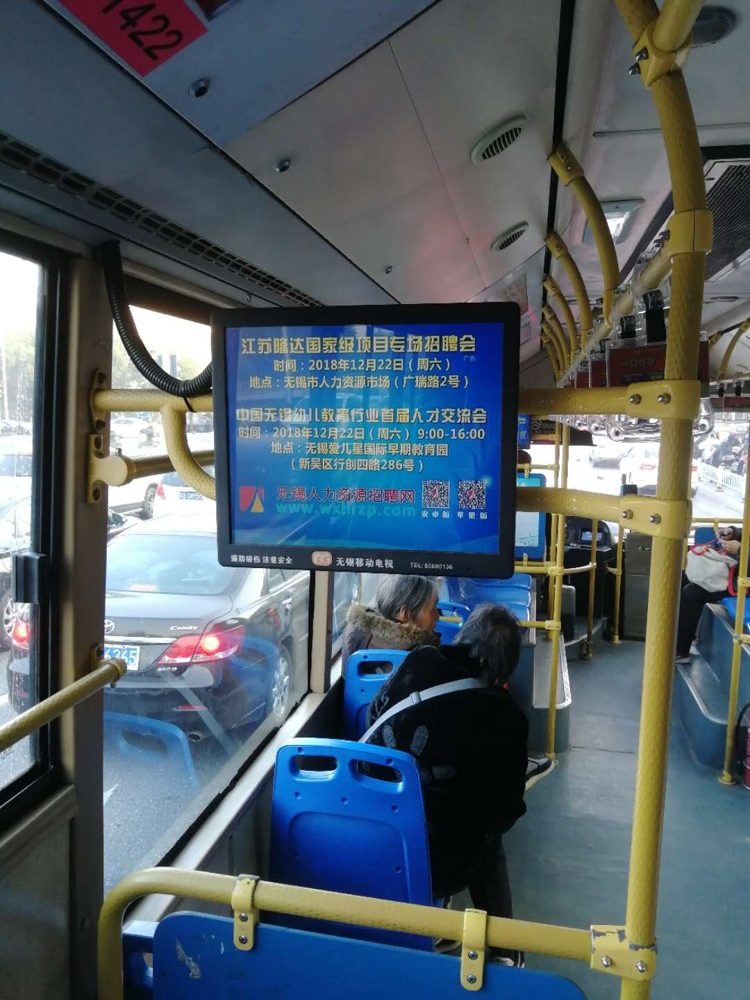 1422
江苏隆达国家级项目专场招聘会
广告
时间：2018年12月22日（周六）
地点：无锡市人力资源市场（广瑞路2号）
中国无锡幼儿教育行业首届人才交流会
时间：2018年12月22日（周六） 9:00-16:00
地点：无锡爱儿星国际早期教育园
（新吴区行创四路286号）
无锡人力资源招聘网
www.wxhrzp.com
安卓版 苹果版
谨防碰伤 注意安全
无锡移动电视
TEL: 85880136
CAMRY